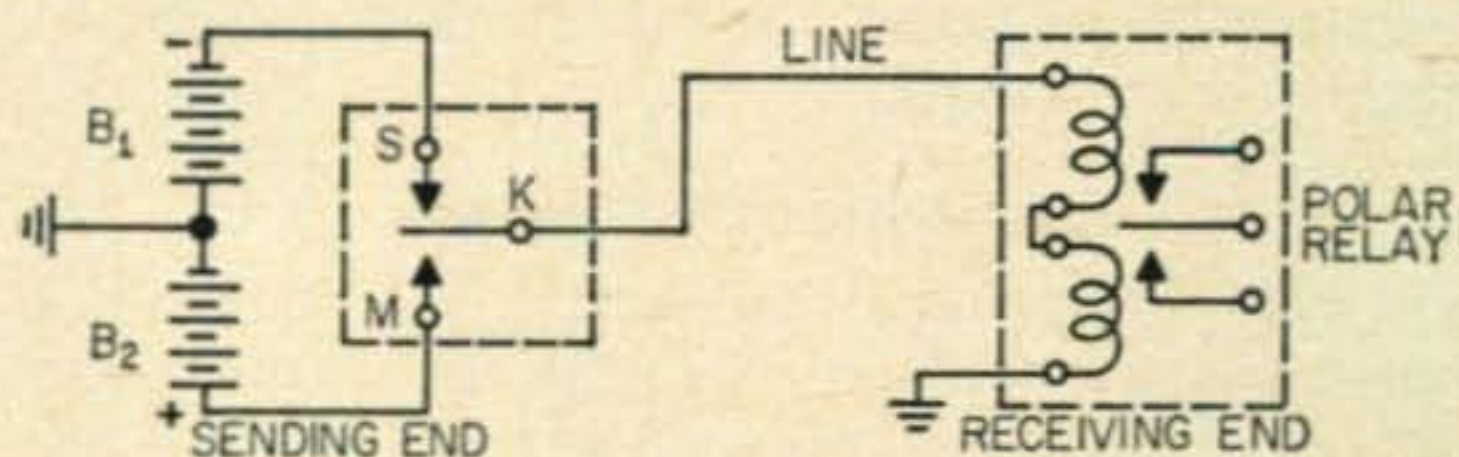 −
LINE
B₁
S
K
POLAR
RELAY
M
B₂
+
SENDING END
RECEIVING END